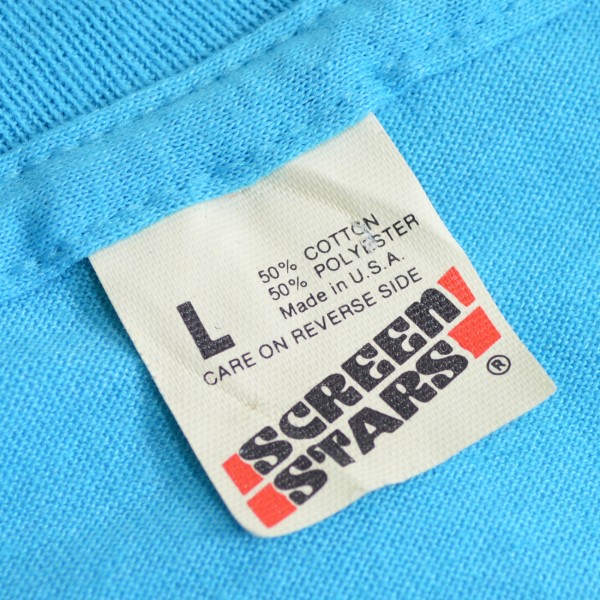 L
50% COTTON
50% POLYESTER
Made in U.S.A.
CARE ON REVERSE SIDE
SCREEN
STARS
®